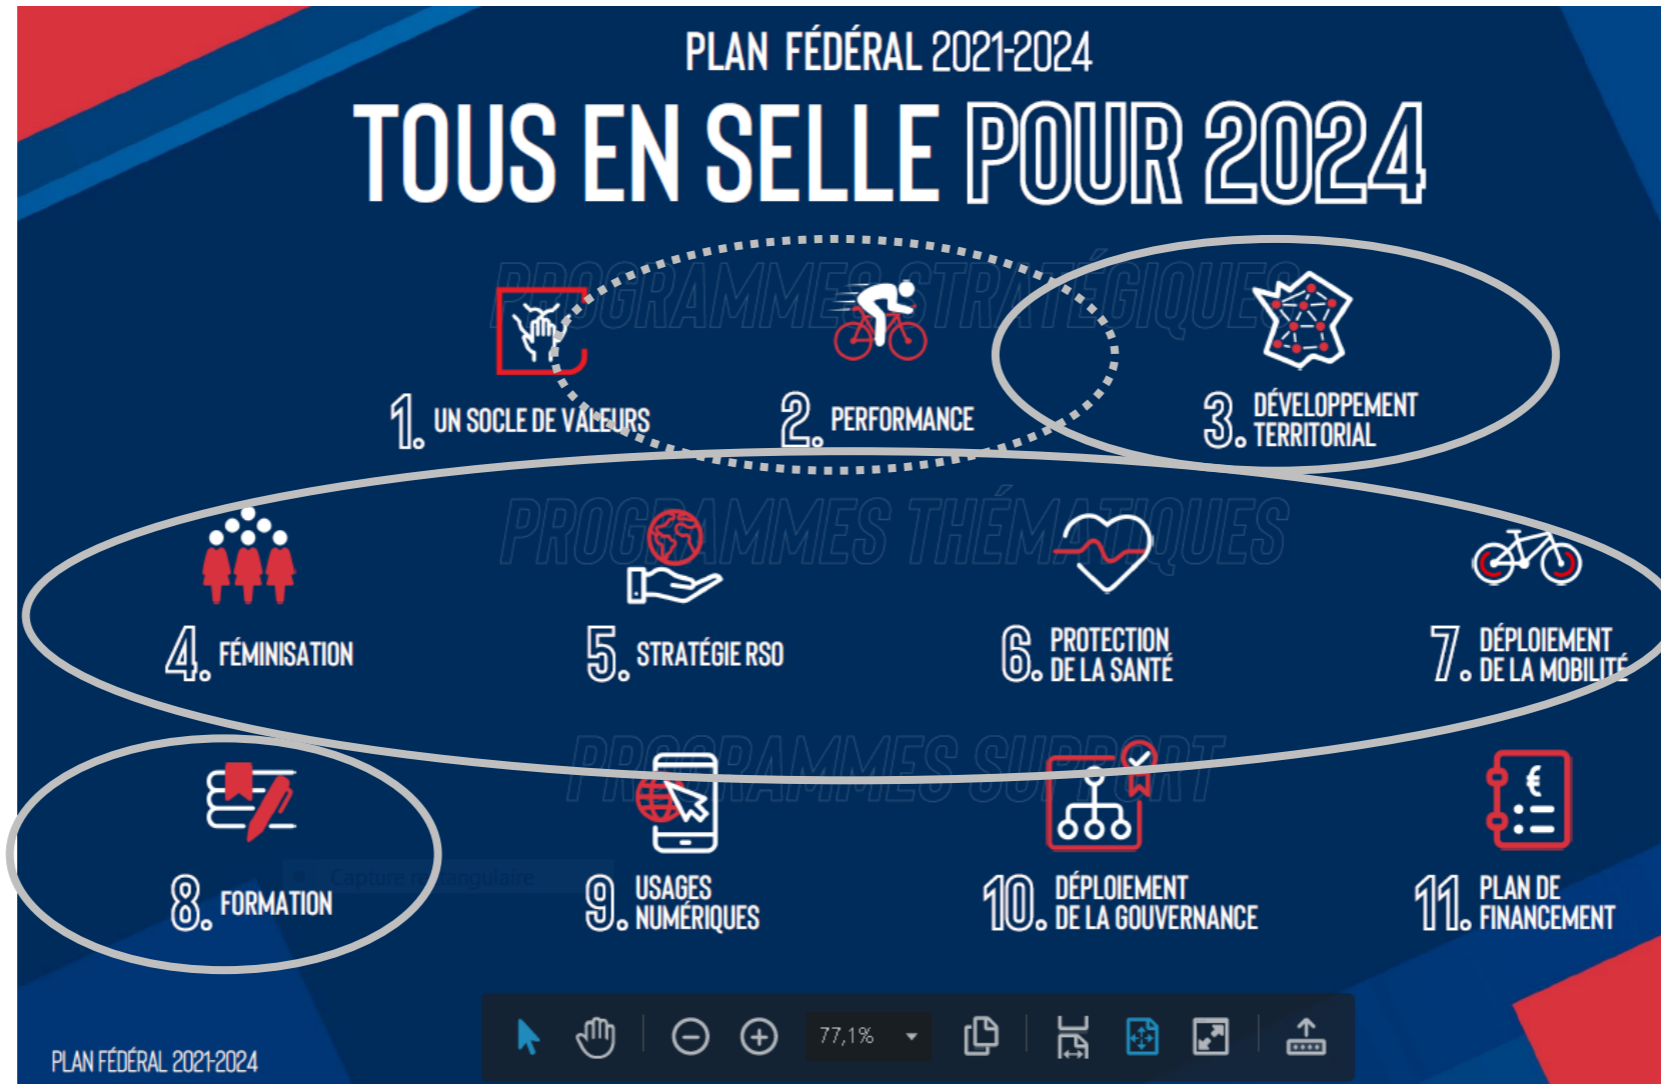 PLAN FÉDÉRAL 2021-2024
TOUS EN SELLE POUR 2024
PROGRAMMES STRATÉGIQUES
1. UN SOCLE DE VALEURS
2. PERFORMANCE
3. DÉVELOPPEMENT
TERRITORIAL
PROGRAMMES THÉMATIQUES
4. FÉMINISATION
5. STRATÉGIE RSO
6. PROTECTION
DE LA SANTÉ
7. DÉPLOIEMENT
DE LA MOBILITÉ
PROGRAMMES SUPPORT
€
Capture rectangulaire
8. FORMATION
9. USAGES
NUMÉRIQUES
10. DÉPLOIEMENT
DE LA GOUVERNANCE
11. PLAN DE
FINANCEMENT
77,1%
PLAN FÉDÉRAL 2021-2024